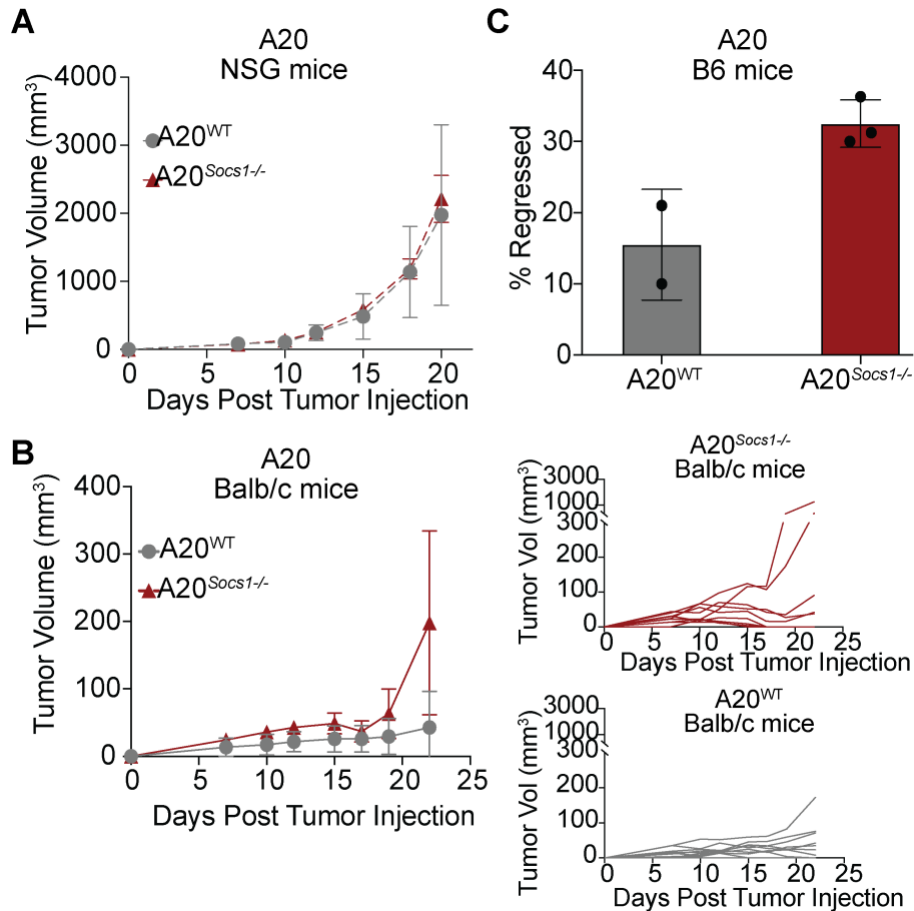 A
A20
NSG mice
Tumor Volume (mm³)
4000
3000
2000
1000
0
A20WT
A20Socs1-/-
0 5 10 15 20
Days Post Tumor Injection
C
A20
B6 mice
% Regressed
40
30
20
10
0
A20WT A20Socs1-/-
B
A20
Balb/c mice
Tumor Volume (mm³)
400
300
200
100
0
A20WT
A20Socs1-/-
0 5 10 15 20 25
Days Post Tumor Injection
A20Socs1-/-
Balb/c mice
Tumor Vol (mm³)
3000
1000
300
200
100
0
0 5 10 15 20 25
Days Post Tumor Injection
A20WT
Balb/c mice
Tumor Vol (mm³)
3000
1000
300
200
100
0
0 5 10 15 20 25
Days Post Tumor Injection